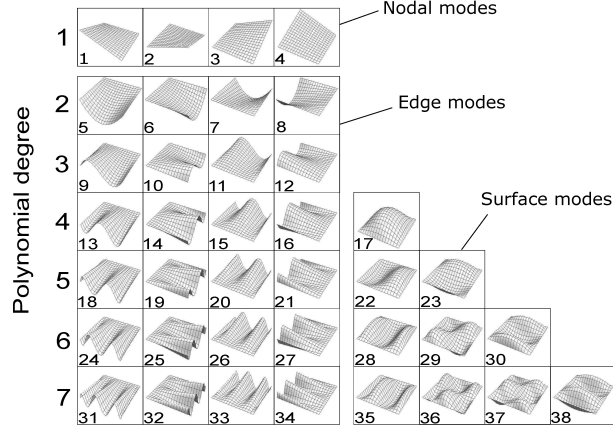 Nodal modes
1
1 2 3 4
Polynomial degree
2
5 6 7 8
Edge modes
3
9 10 11 12
4
13 14 15 16 17
Surface modes
5
18 19 20 21 22 23
6
24 25 26 27 28 29 30
7
31 32 33 34 35 36 37 38